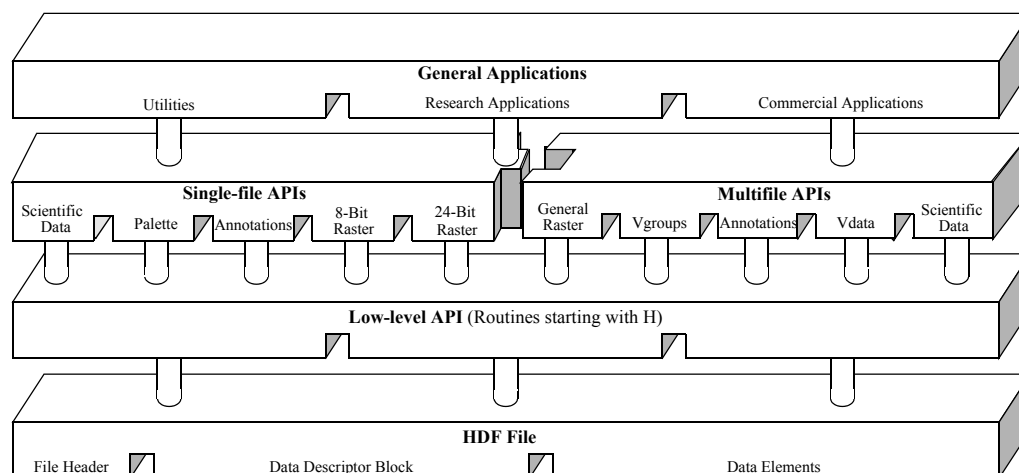 General Applications
Utilities
Research Applications
Commercial Applications
Single-file APIs
Multifile APIs
Scientific
Data
Palette
Annotations
8-Bit
Raster
24-Bit
Raster
General
Raster
Vgroups
Annotations
Vdata
Scientific
Data
Low-level API (Routines starting with H)
HDF File
File Header
Data Descriptor Block
Data Elements